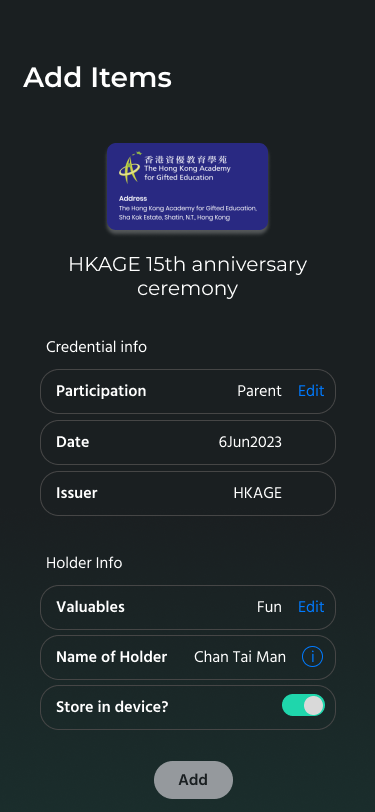 Add Items
香港資優教育學苑
The Hong Kong Academy
for Gifted Education
Address
The Hong Kong Academy for Gifted Education,
Sha Kok Estate, Shatin, N.T., Hong Kong
HKAGE 15th anniversary
ceremony
Credential info
Participation Parent Edit
Date 6Jun2023
Issuer HKAGE
Holder Info
Valuables Fun Edit
Name of Holder Chan Tai Man
Store in device?
Add